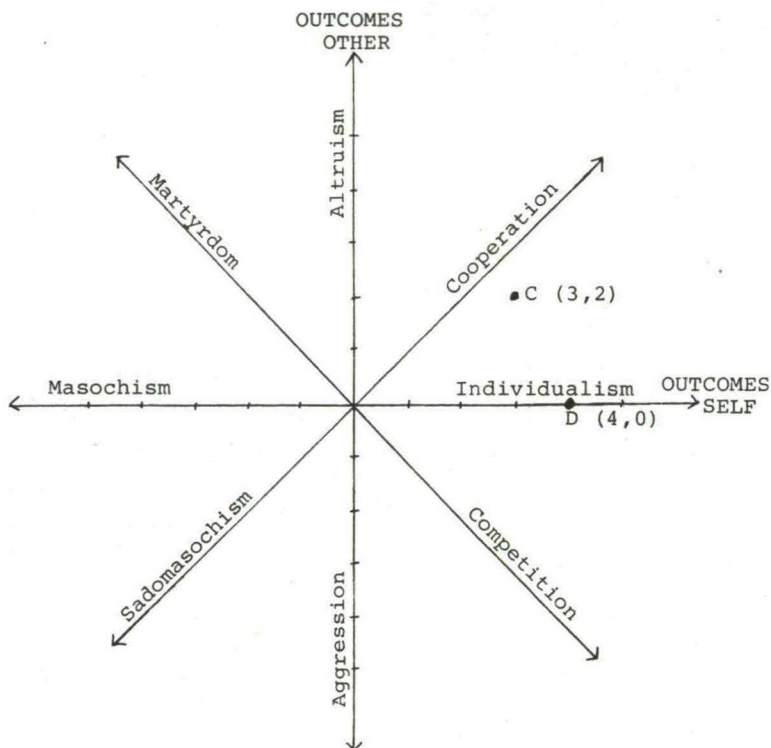 OUTCOMES
OTHER
Altruism
Martyrdom
Cooperation
C (3,2)
Masochism
Individualism
OUTCOMES
SELF
D (4,0)
Sadomasochism
Competition
Aggression